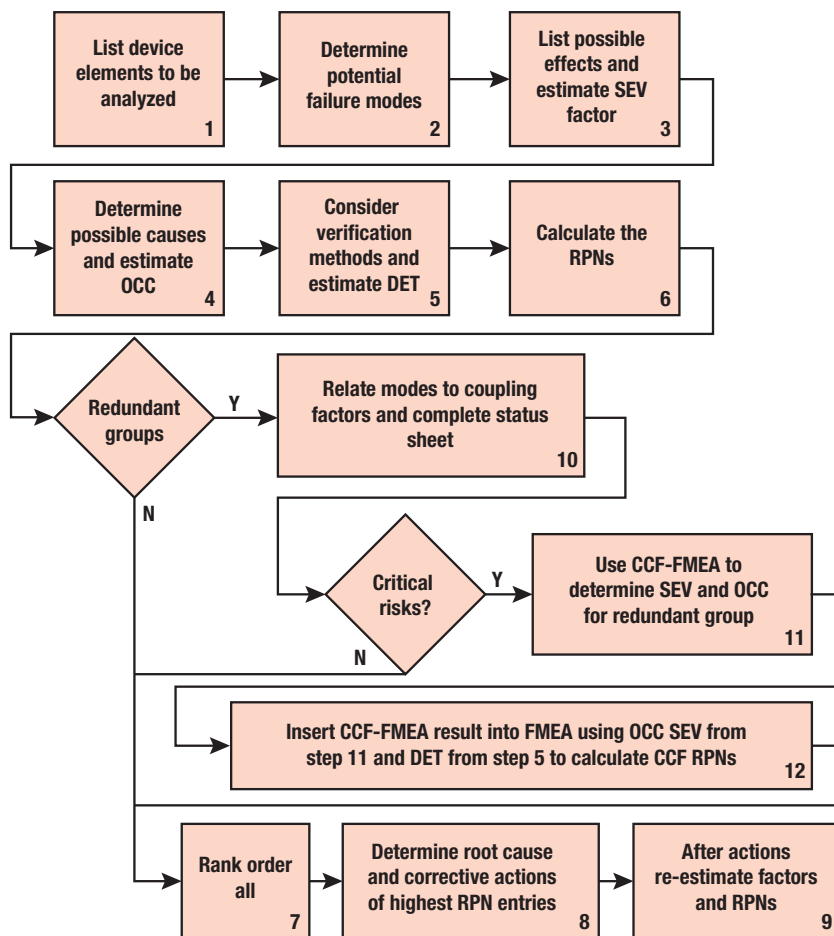 List device
elements to be
analyzed
1
Determine
potential
failure modes
2
List possible
effects and
estimate SEV
factor
3
Determine
possible causes
and estimate
OCC
4
Consider
verification
methods and
estimate DET
5
Calculate the
RPNs
6
Redundant
groups
Y
N
Relate modes to coupling
factors and complete status
sheet
10
Critical
risks?
Y
N
Use CCF-FMEA to
determine SEV and OCC
for redundant group
11
Insert CCF-FMEA result into FMEA using OCC SEV from
step 11 and DET from step 5 to calculate CCF RPNs
12
Rank order
all
7
Determine root cause
and corrective actions
of highest RPN entries
8
After actions
re-estimate factors
and RPNs
9